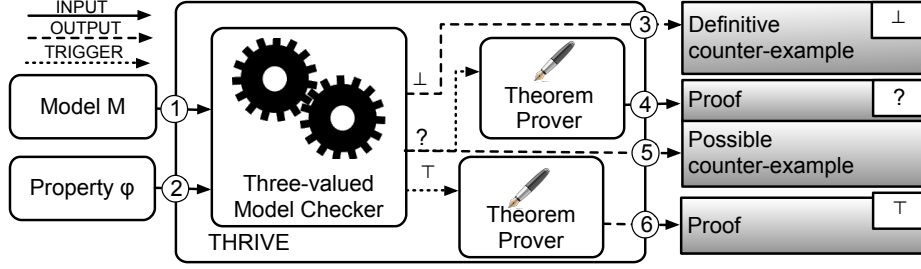 INPUT
OUTPUT
TRIGGER
Model M
Property φ
1
2
Three-valued
Model Checker
THRIVE
⊥
?
⊤
Theorem
Prover
Theorem
Prover
3
4
5
6
Definitive
counter-example
⊥
Proof
?
Possible
counter-example
Proof
⊤